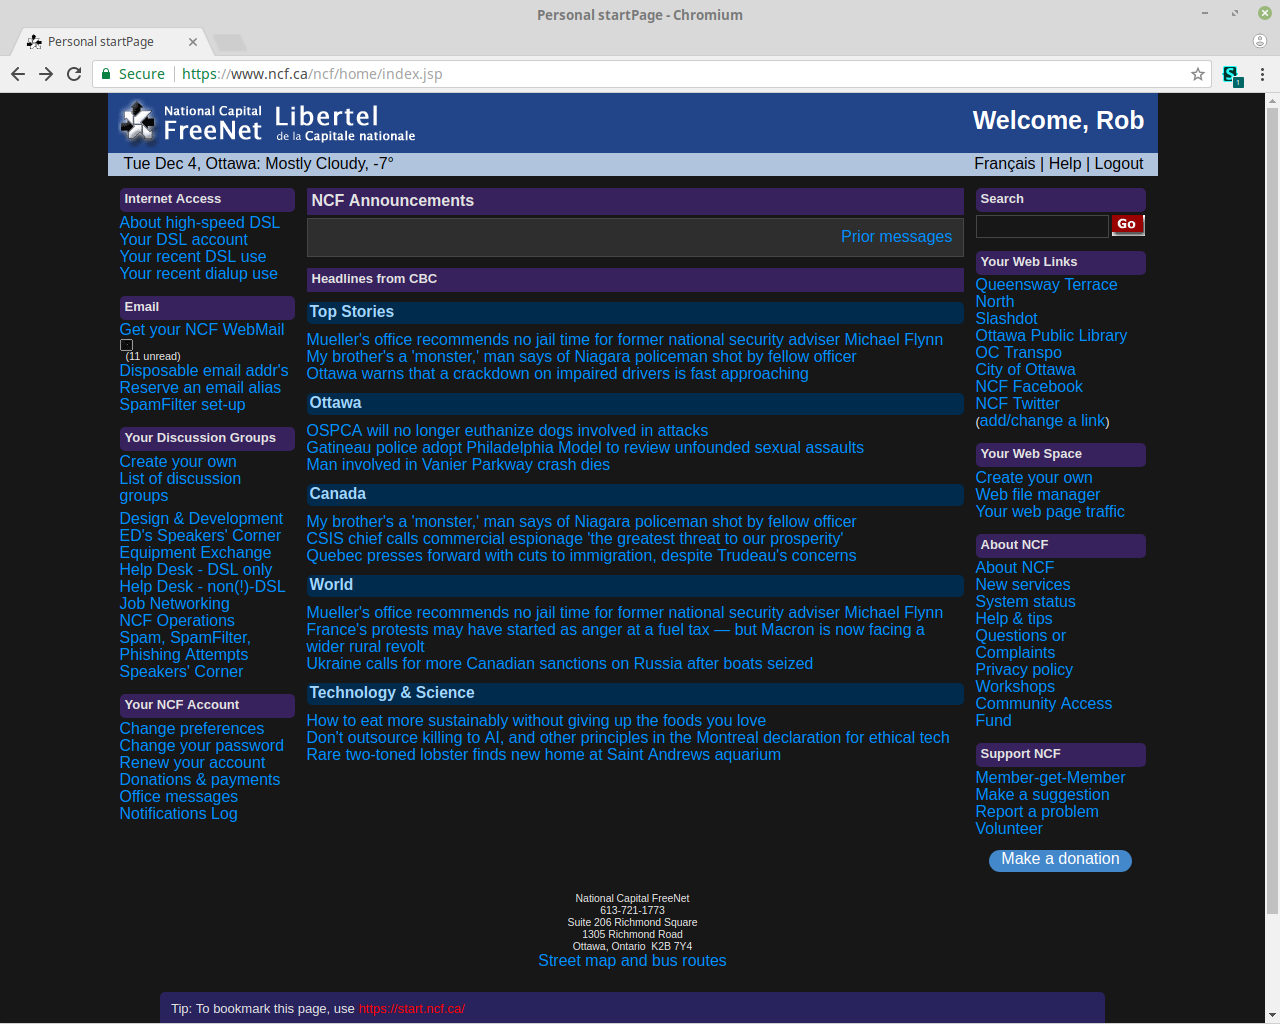 Personal startPage - Chromium
Personal startPage
Secure
https://www.ncf.ca/ncf/home/index.jsp
1
National Capital
FreeNet
Libertel
de la Capitale nationale
Welcome, Rob
Tue Dec 4, Ottawa: Mostly Cloudy, -7°
Français | Help | Logout
Internet Access
About high-speed DSL
Your DSL account
Your recent DSL use
Your recent dialup use
Email
Get your NCF WebMail
(11 unread)
Disposable email addr's
Reserve an email alias
SpamFilter set-up
Your Discussion Groups
Create your own
List of discussion
groups
Design & Development
ED's Speakers' Corner
Equipment Exchange
Help Desk - DSL only
Help Desk - non(!)-DSL
Job Networking
NCF Operations
Spam, SpamFilter,
Phishing Attempts
Speakers' Corner
Your NCF Account
Change preferences
Change your password
Renew your account
Donations & payments
Office messages
Notifications Log
NCF Announcements
Prior messages
Headlines from CBC
Top Stories
Mueller's office recommends no jail time for former national security adviser Michael Flynn
My brother's a 'monster,' man says of Niagara policeman shot by fellow officer
Ottawa warns that a crackdown on impaired drivers is fast approaching
Ottawa
OSPCA will no longer euthanize dogs involved in attacks
Gatineau police adopt Philadelphia Model to review unfounded sexual assaults
Man involved in Vanier Parkway crash dies
Canada
My brother's a 'monster,' man says of Niagara policeman shot by fellow officer
CSIS chief calls commercial espionage 'the greatest threat to our prosperity'
Quebec presses forward with cuts to immigration, despite Trudeau's concerns
World
Mueller's office recommends no jail time for former national security adviser Michael Flynn
France's protests may have started as anger at a fuel tax — but Macron is now facing a
wider rural revolt
Ukraine calls for more Canadian sanctions on Russia after boats seized
Technology & Science
How to eat more sustainably without giving up the foods you love
Don't outsource killing to AI, and other principles in the Montreal declaration for ethical tech
Rare two-toned lobster finds new home at Saint Andrews aquarium
Search
Go
Your Web Links
Queensway Terrace
North
Slashdot
Ottawa Public Library
OC Transpo
City of Ottawa
NCF Facebook
NCF Twitter
(add/change a link)
Your Web Space
Create your own
Web file manager
Your web page traffic
About NCF
About NCF
New services
System status
Help & tips
Questions or
Complaints
Privacy policy
Workshops
Community Access
Fund
Support NCF
Member-get-Member
Make a suggestion
Report a problem
Volunteer
Make a donation
National Capital FreeNet
613-721-1773
Suite 206 Richmond Square
1305 Richmond Road
Ottawa, Ontario  K2B 7Y4
Street map and bus routes
Tip: To bookmark this page, use https://start.ncf.ca/